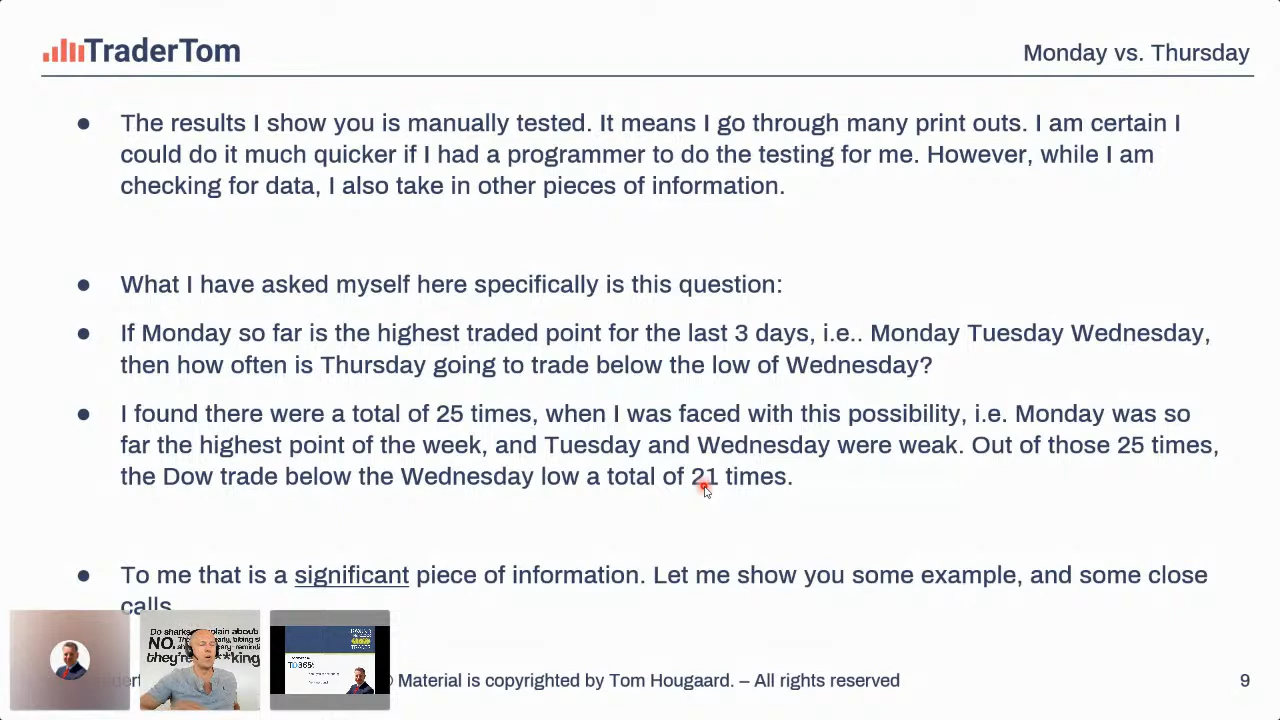 TraderTom
Monday vs. Thursday
● The results I show you is manually tested. It means I go through many print outs. I am certain I
could do it much quicker if I had a programmer to do the testing for me. However, while I am
checking for data, I also take in other pieces of information.
● What I have asked myself here specifically is this question:
● If Monday so far is the highest traded point for the last 3 days, i.e.. Monday Tuesday Wednesday,
then how often is Thursday going to trade below the low of Wednesday?
● I found there were a total of 25 times, when I was faced with this possibility, i.e. Monday was so
far the highest point of the week, and Tuesday and Wednesday were weak. Out of those 25 times,
the Dow trade below the Wednesday low a total of 21 times.
● To me that is a significant piece of information. Let me show you some example, and some close
calls
Do sharks
plain about
NO.
they're
**king
Material is copyrighted by Tom Hougaard. – All rights reserved
9